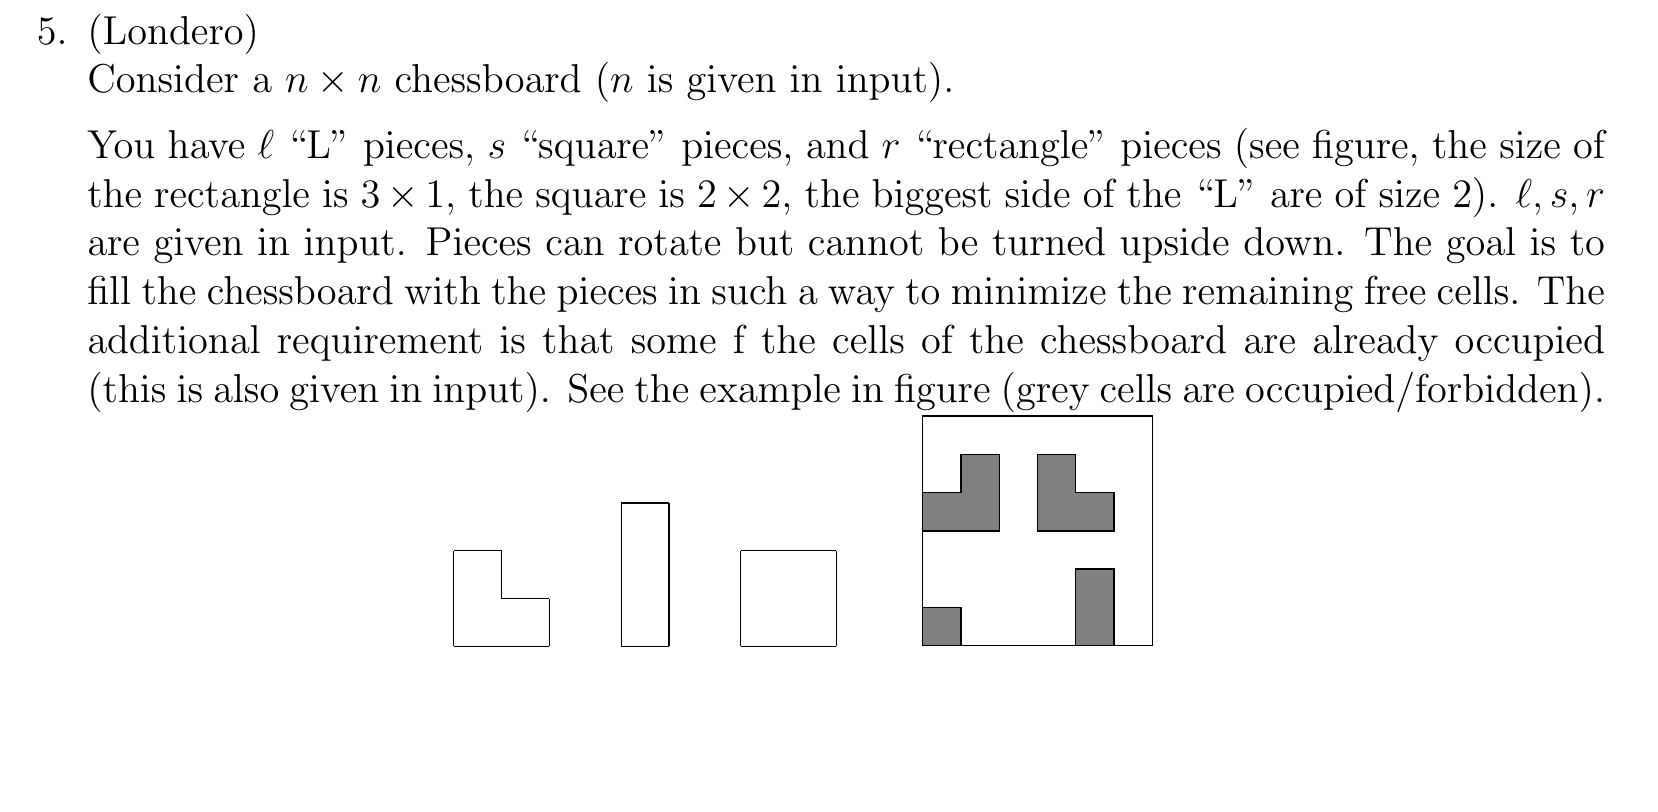 5. (Londero)
Consider a n × n chessboard (n is given in input).
You have ℓ “L” pieces, s “square” pieces, and r “rectangle” pieces (see figure, the size of
the rectangle is 3 × 1, the square is 2 × 2, the biggest side of the “L” are of size 2). ℓ, s, r
are given in input. Pieces can rotate but cannot be turned upside down. The goal is to
fill the chessboard with the pieces in such a way to minimize the remaining free cells. The
additional requirement is that some f the cells of the chessboard are already occupied
(this is also given in input). See the example in figure (grey cells are occupied/forbidden).